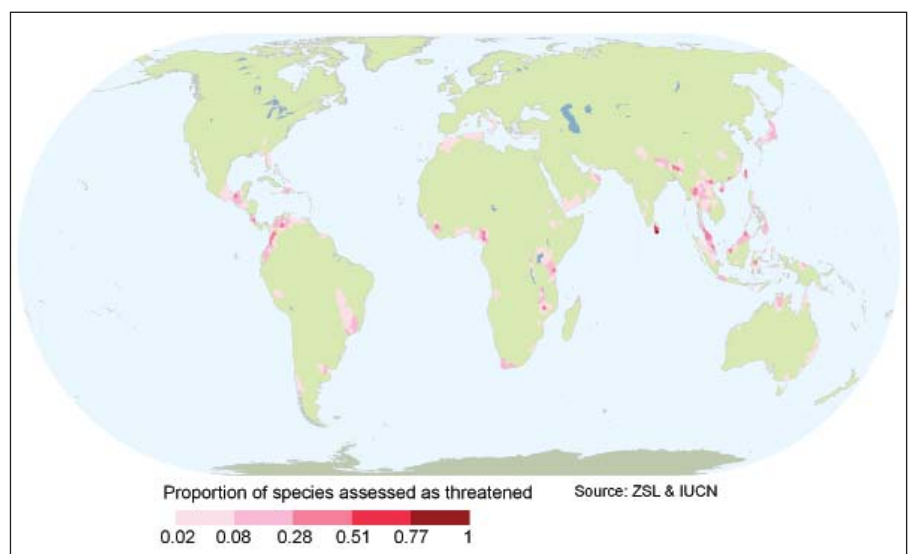 Proportion of species assessed as threatened Source: ZSL & IUCN
0.02 0.08 0.28 0.51 0.77 1